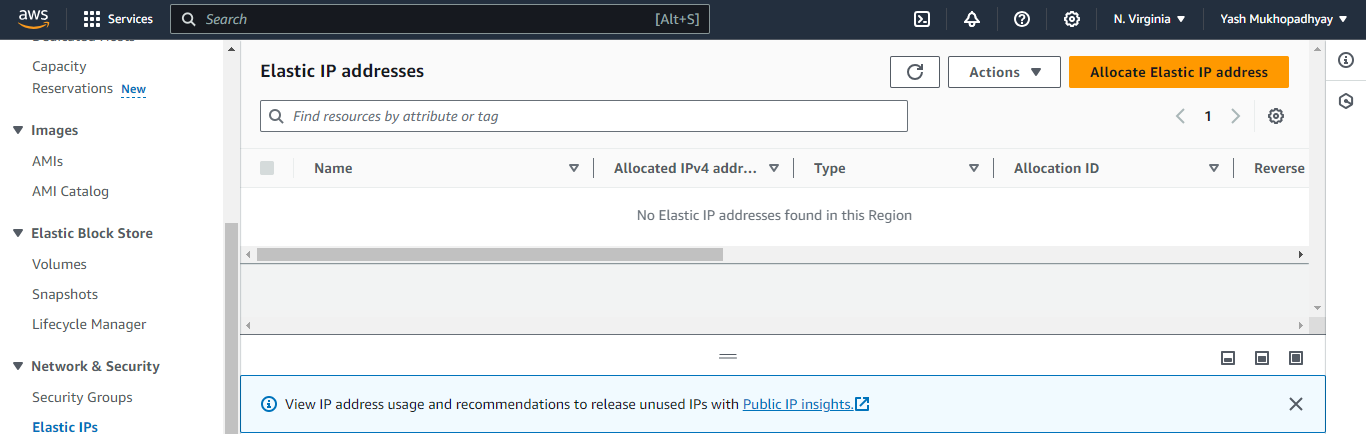 aws
Services
Search
[Alt+S]
N. Virginia
Yash Mukhopadhyay
Capacity
Reservations New
Images
AMIs
AMI Catalog
Elastic Block Store
Volumes
Snapshots
Lifecycle Manager
Network & Security
Security Groups
Elastic IPs
Elastic IP addresses
Actions
Allocate Elastic IP address
Find resources by attribute or tag
1
Name
Allocated IPv4 addr...
Type
Allocation ID
Reverse
No Elastic IP addresses found in this Region
View IP address usage and recommendations to release unused IPs with Public IP insights.